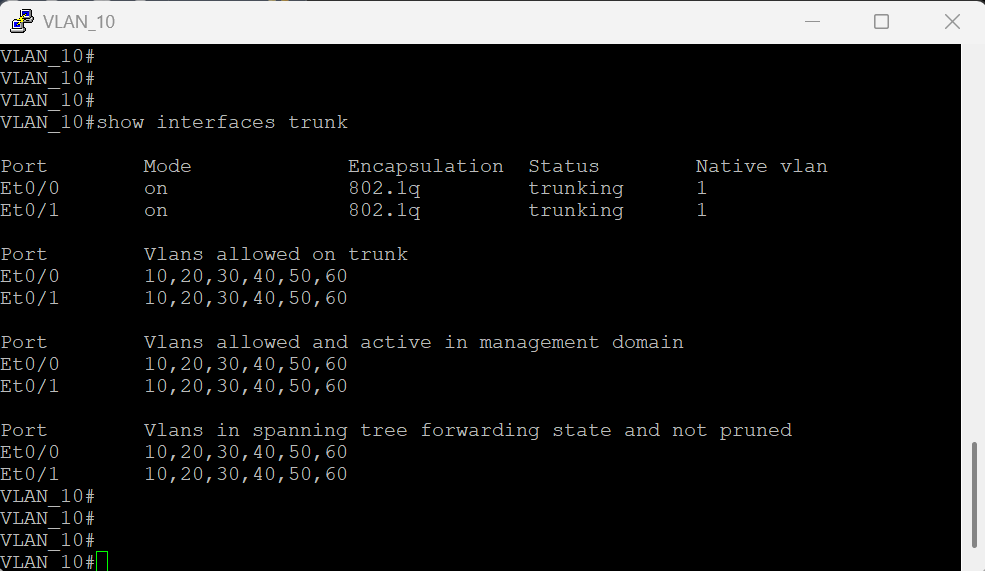 VLAN_10
VLAN_10#
VLAN_10#
VLAN_10#
VLAN_10#show interfaces trunk
Port        Mode             Encapsulation  Status        Native vlan
Et0/0       on               802.1q         trunking      1
Et0/1       on               802.1q         trunking      1
Port        Vlans allowed on trunk
Et0/0       10,20,30,40,50,60
Et0/1       10,20,30,40,50,60
Port        Vlans allowed and active in management domain
Et0/0       10,20,30,40,50,60
Et0/1       10,20,30,40,50,60
Port        Vlans in spanning tree forwarding state and not pruned
Et0/0       10,20,30,40,50,60
Et0/1       10,20,30,40,50,60
VLAN_10#
VLAN_10#
VLAN_10#
VLAN_10#